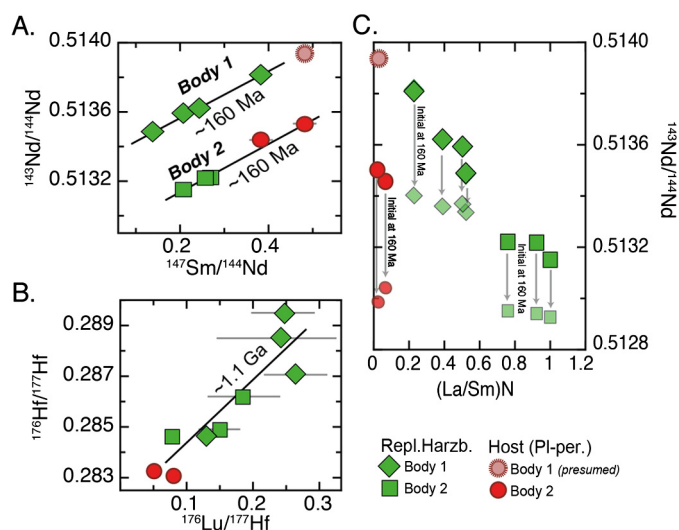 A.
0.5140
0.5136
0.5132
143Nd/144Nd
Body 1
~160 Ma
Body 2
~160 Ma
0.2
0.4
147Sm/144Nd
B.
0.289
0.287
0.285
0.283
176Hf/177Hf
~1.1 Ga
0.1
0.2
0.3
176Lu/177Hf
C.
0.5140
0.5136
0.5132
0.5128
143Nd/144Nd
Initial at 160 Ma
Initial at 160 Ma
Initial at 160 Ma
0
0.2
0.4
0.6
0.8
1.0
1.2
(La/Sm)N
Repl.Harzb.
Body 1
Body 2
Host (Pl-per.)
Body 1 (presumed)
Body 2